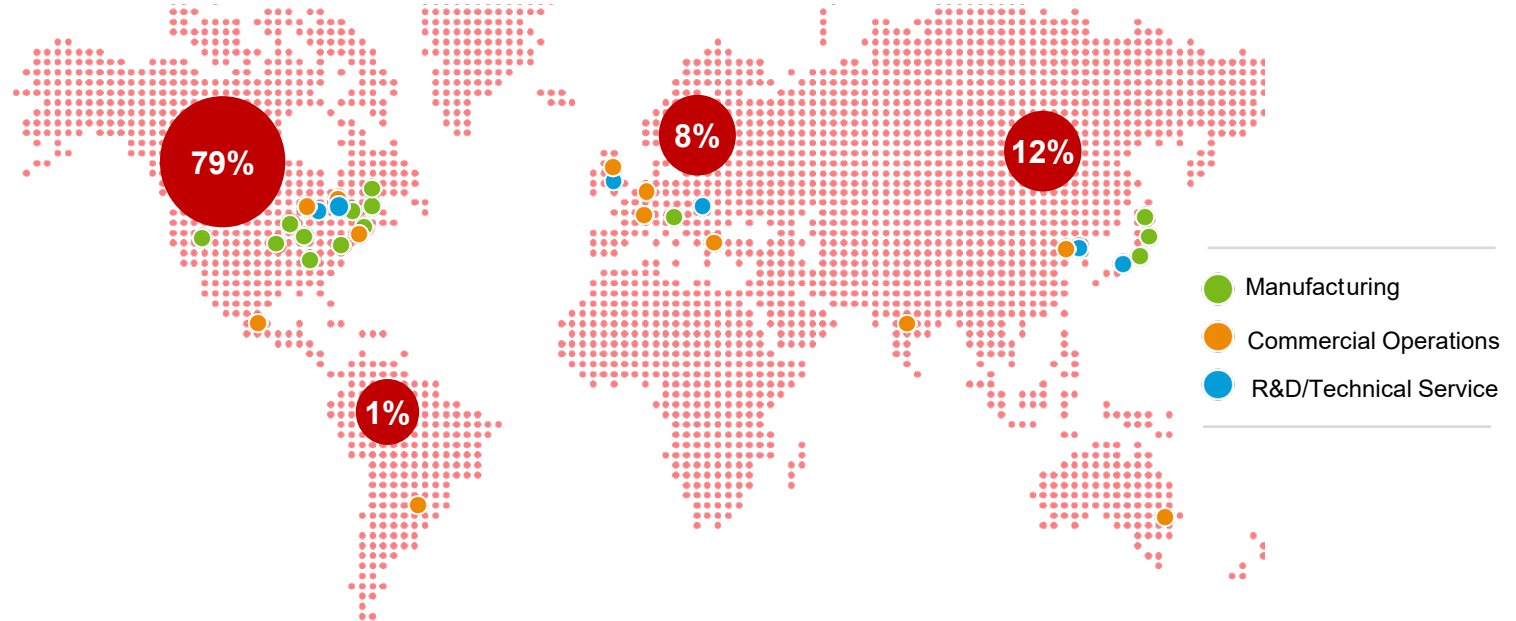 79%
8%
12%
1%
Manufacturing
Commercial Operations
R&D/Technical Service